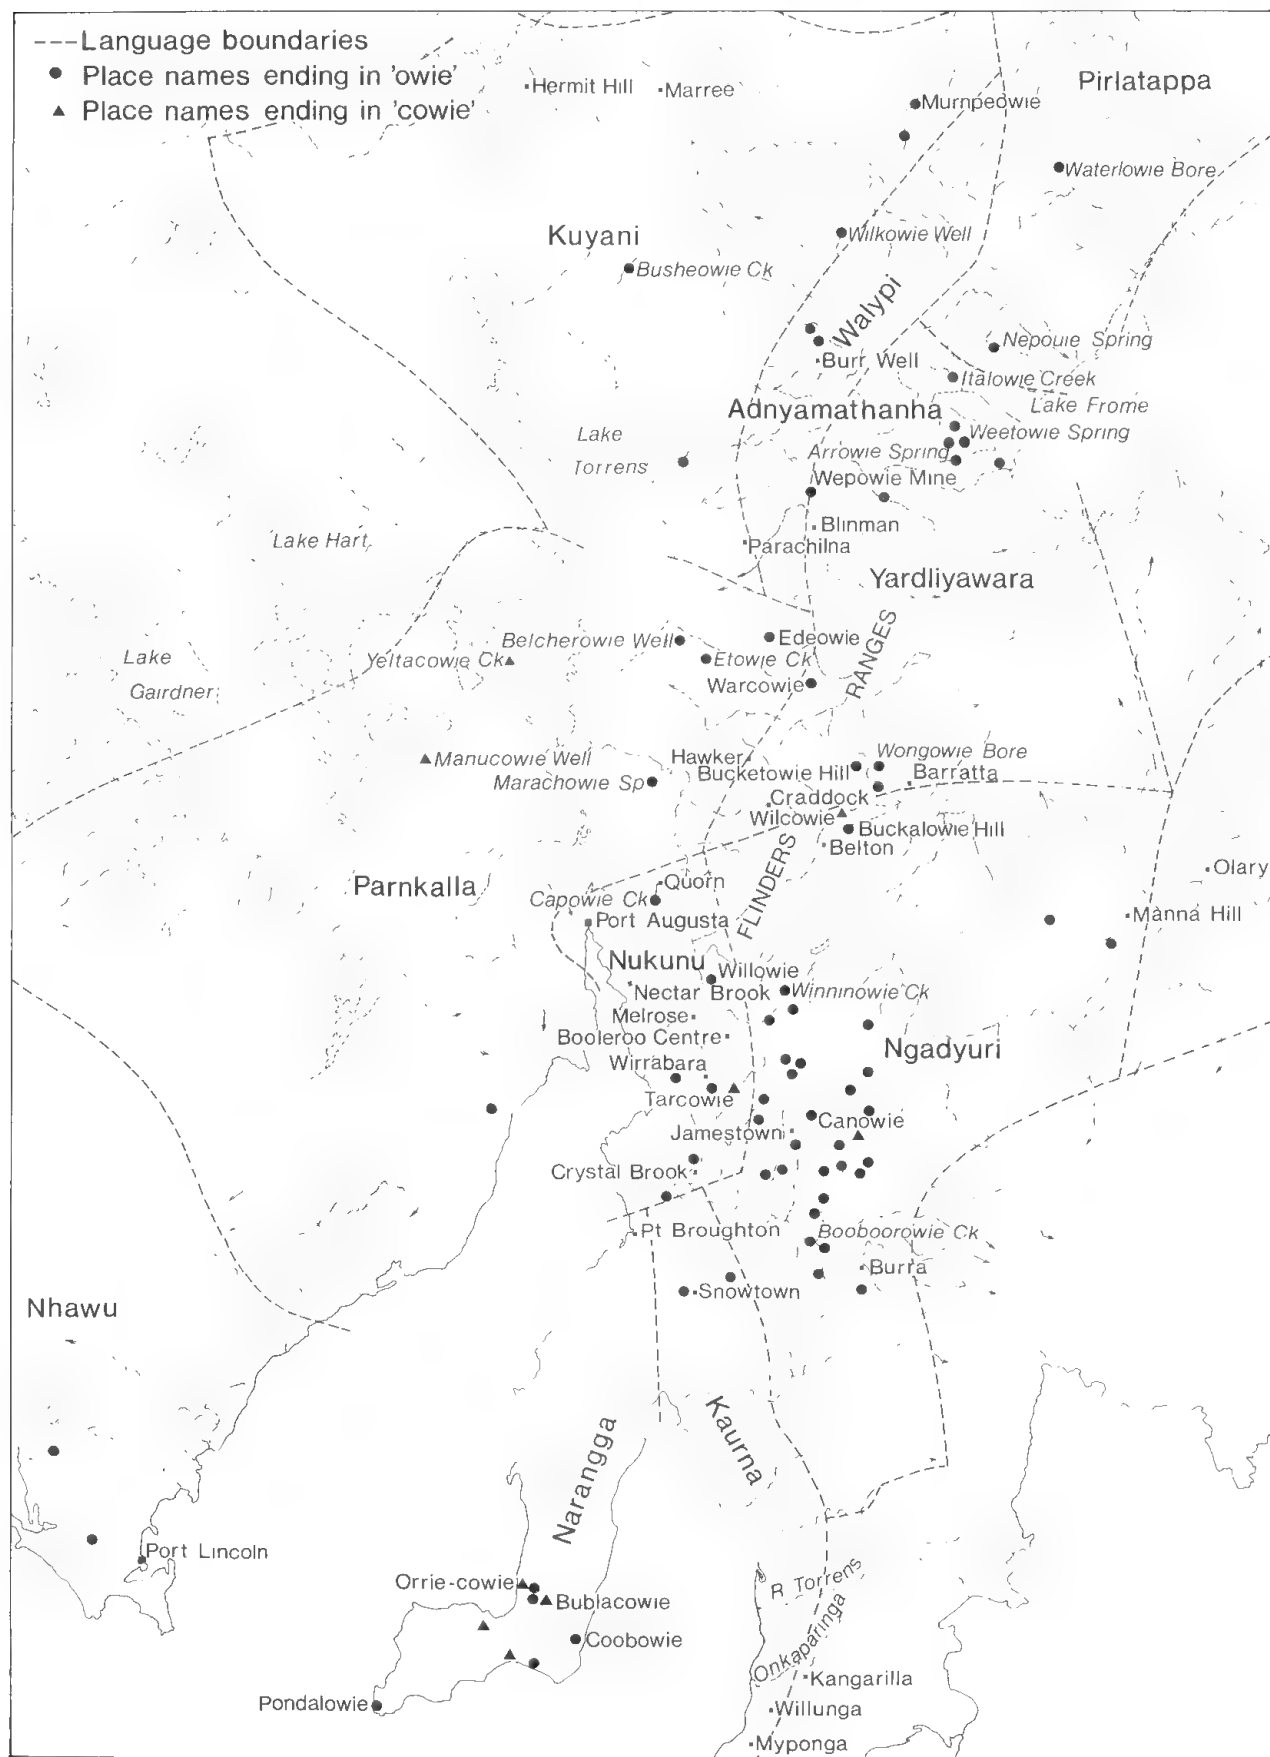 ---Language boundaries
● Place names ending in 'owie'
▲ Place names ending in 'cowie'
Hermit Hill
Marree
Pirlatappa
Murnpeowie
Waterlowie Bore
Kuyani
Wilkowie Well
Busheowie Ck
Walypi
Nepouie Spring
Burr Well
Italowie Creek
Adnyamathanha
Lake Frome
Lake
Torrens
Weetowie Spring
Arrowie Spring
Wepowie Mine
Blinman
Lake Hart
Parachilna
Yardliyawara
Belcherowie Well
Edeowie
Lake
Gairdner
Yeltacowie Ck
Etowie Ck
Warcowie
RANGES
Manucowie Well
Hawker
Wongowie Bore
Marachowie Sp
Bucketowie Hill
Barratta
Craddock
Wilcowie
Buckalowie Hill
Belton
FLINDERS
Olary
Parnkalla
Quorn
Capowie Ck
Port Augusta
Manna Hill
Nukunu
Willowie
Nectar Brook
Winninowie Ck
Melrose
Booleroo Centre
Ngadyuri
Wirrabara
Tarcowie
Canowie
Jamestown
Crystal Brook
Pt Broughton
Booboorowie Ck
Burra
Snowtown
Nhawu
Narangga
Kaurna
Port Lincoln
Orrie-cowie
Bublacowie
R Torrens
Coobowie
Onkaparinga
Kangarilla
Pondalowie
Willunga
Myponga